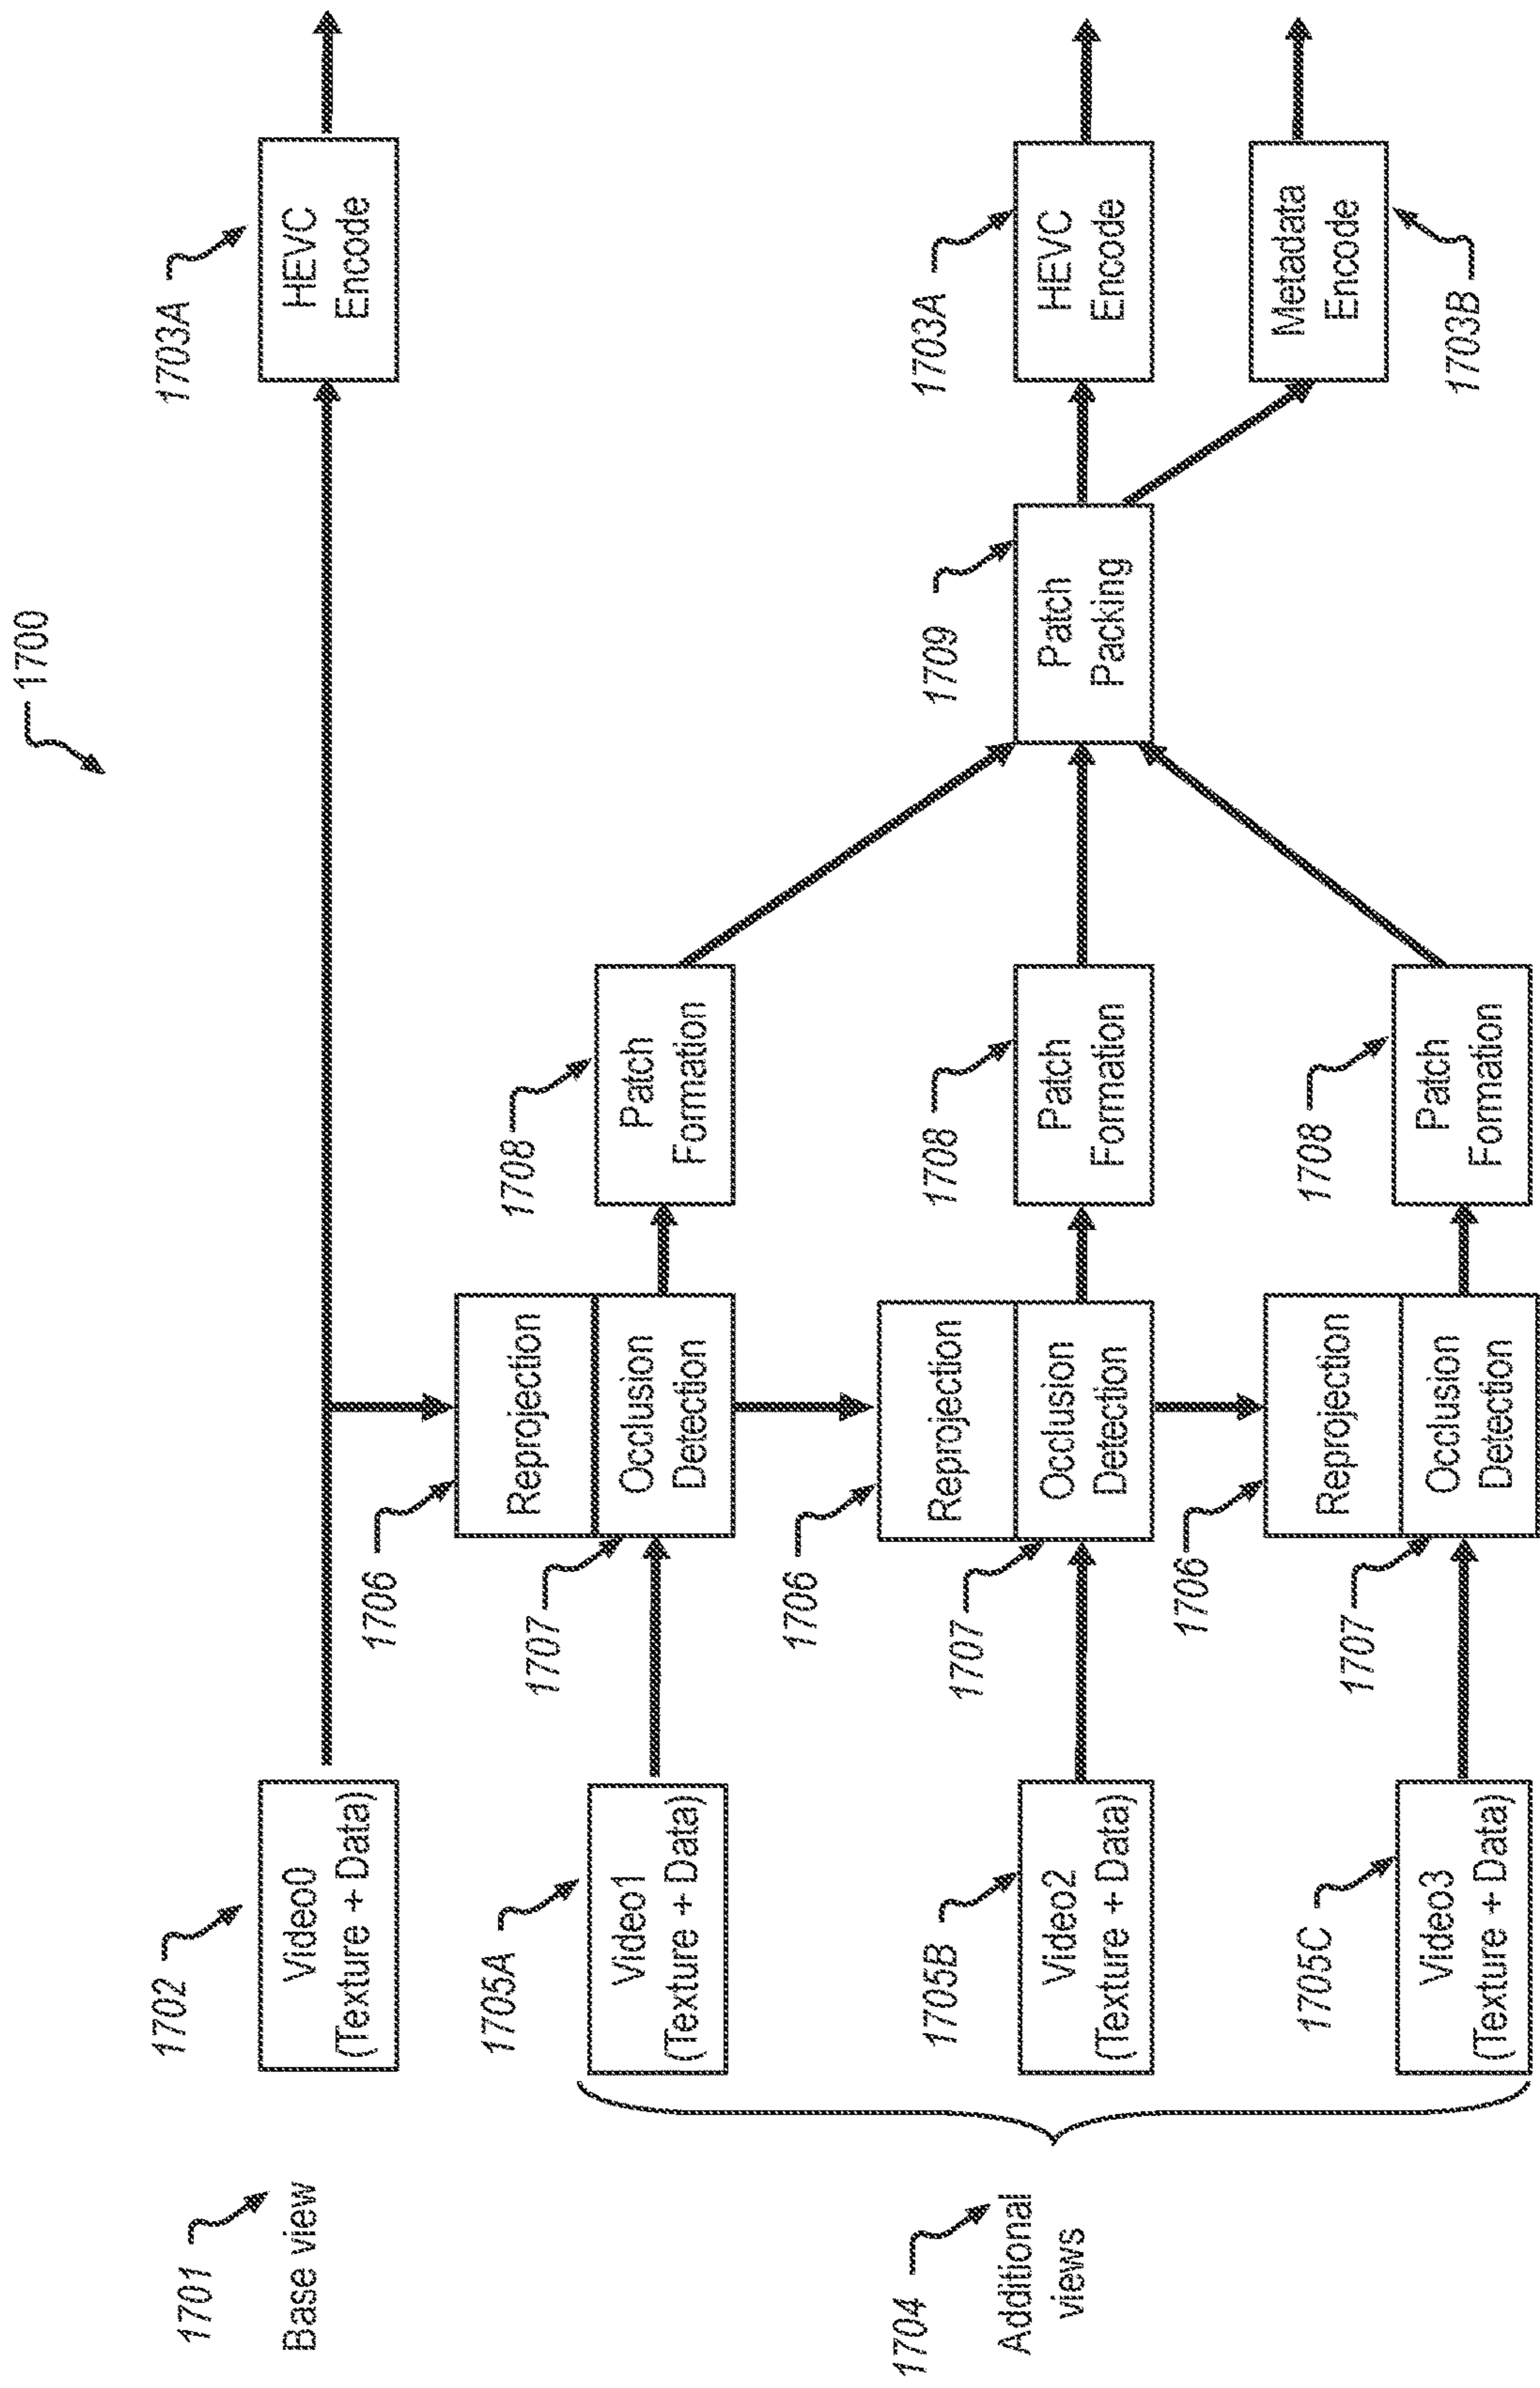 1700
1701
Base view
1702
Video0
(Texture + Data)
1703A
HEVC
Encode
1704
Additional
views
1705A
Video1
(Texture + Data)
1706
Reprojection
1707
Occlusion
Detection
1708
Patch
Formation
1705B
Video2
(Texture + Data)
1706
Reprojection
1707
Occlusion
Detection
1708
Patch
Formation
1709
Patch
Packing
1703A
HEVC
Encode
Metadata
Encode
1703B
1705C
Video3
(Texture + Data)
1706
Reprojection
1707
Occlusion
Detection
1708
Patch
Formation